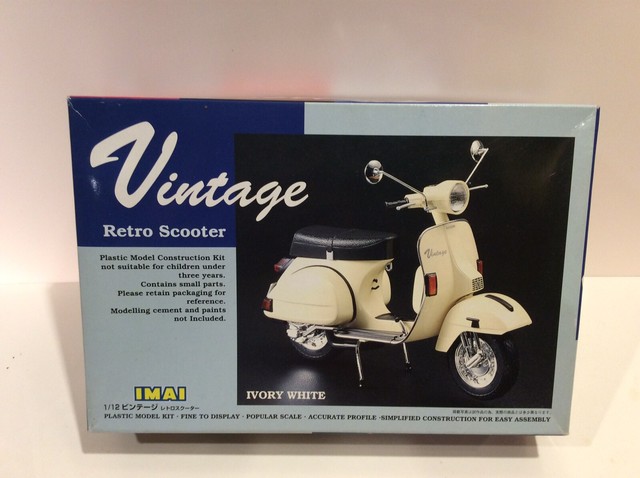 Vintage
Retro Scooter
Plastic Model Construction Kit
not suitable for children under
three years.
Contains small parts.
Please retain packaging for
reference.
Modelling cement and paints
not Included.
Vintage
IVORY WHITE
IMAI
1/12 ビンテージ レトロスクーター
PLASTIC MODEL KIT · FINE TO DISPLAY · POPULAR SCALE · ACCURATE PROFILE ·SIMPLIFIED CONSTRUCTION FOR EASY ASSEMBLY